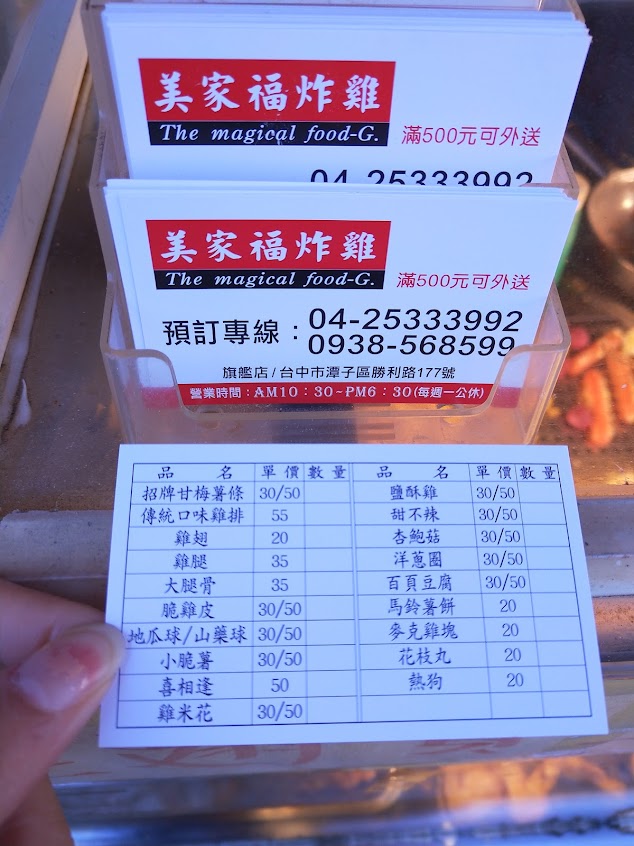 美家福炸雞
The magical food-G.
滿500元可外送
04-25333992
美家福炸雞
The magical food-G.
滿500元可外送
預訂專線：04-25333992
0938-568599
旗艦店/台中市潭子區勝利路177號
營業時間：AM10：30~PM6：30(每週一公休)
品 名 單價 數量 品 名 單價 數量
招牌甘梅薯條 30/50 鹽酥雞 30/50
傳統口味雞排 55 甜不辣 30/50
雞翅 20 杏鮑菇 30/50
雞腿 35 洋蔥圈 30/50
大腿骨 35 百頁豆腐 30/50
脆雞皮 30/50 馬鈴薯餅 20
地瓜球/山藥球 30/50 麥克雞塊 20
小脆薯 30/50 花枝丸 20
喜相逢 50 熱狗 20
雞米花 30/50